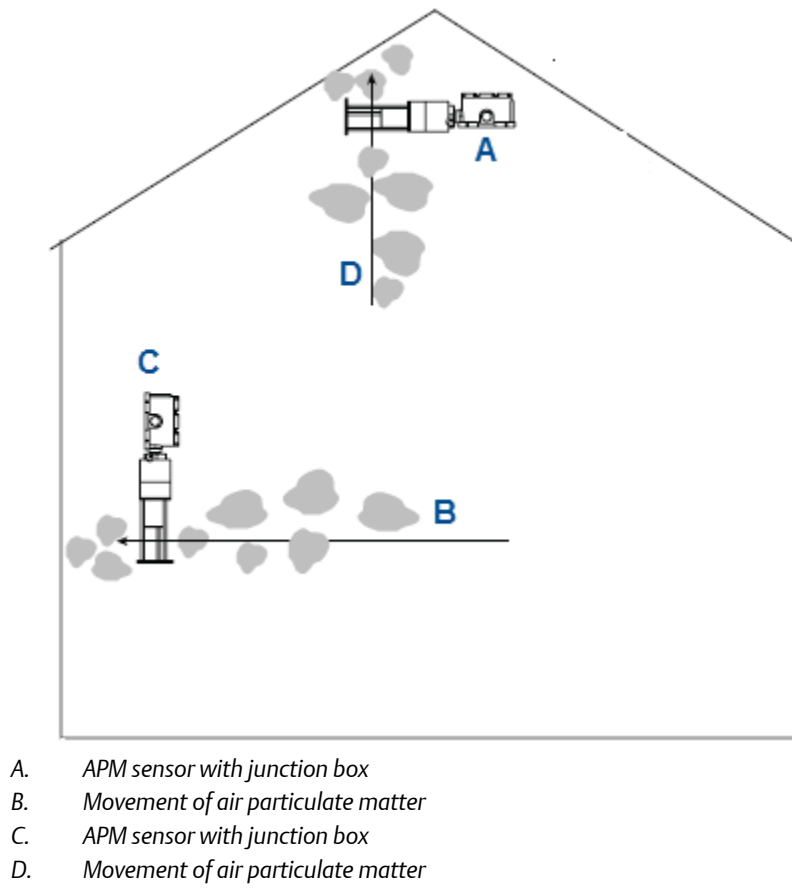 A
D
C
B
A. APM sensor with junction box
B. Movement of air particulate matter
C. APM sensor with junction box
D. Movement of air particulate matter